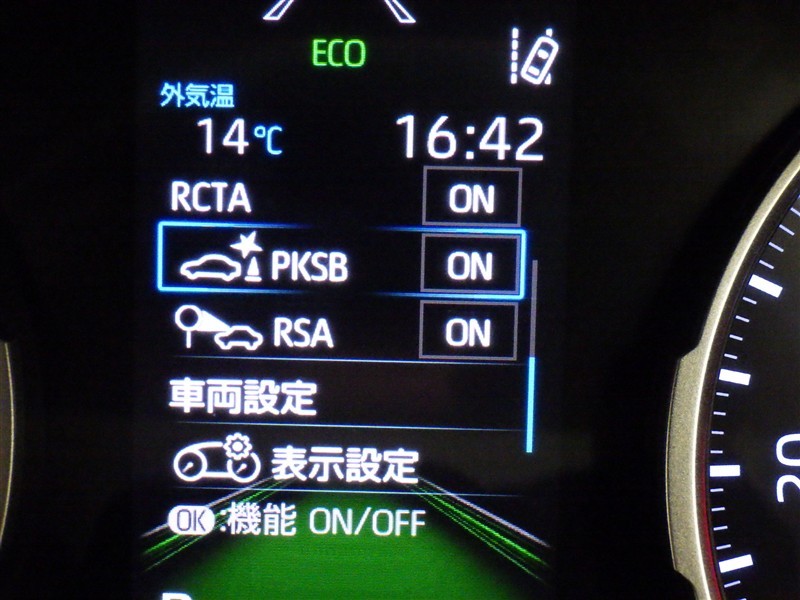 ECO
外気温
14℃ 16:42
RCTA ON
PKSB ON
RSA ON
車両設定
表示設定
OK:機能 ON/OFF
20